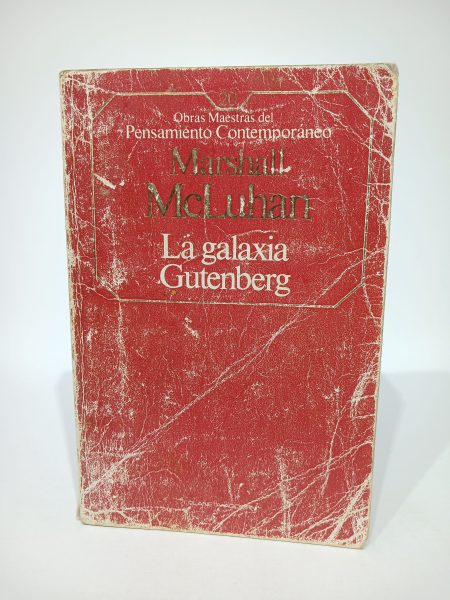 Obras Maestras del
Pensamiento Contemporáneo
Marshall
McLuhan
La galaxia
Gutenberg